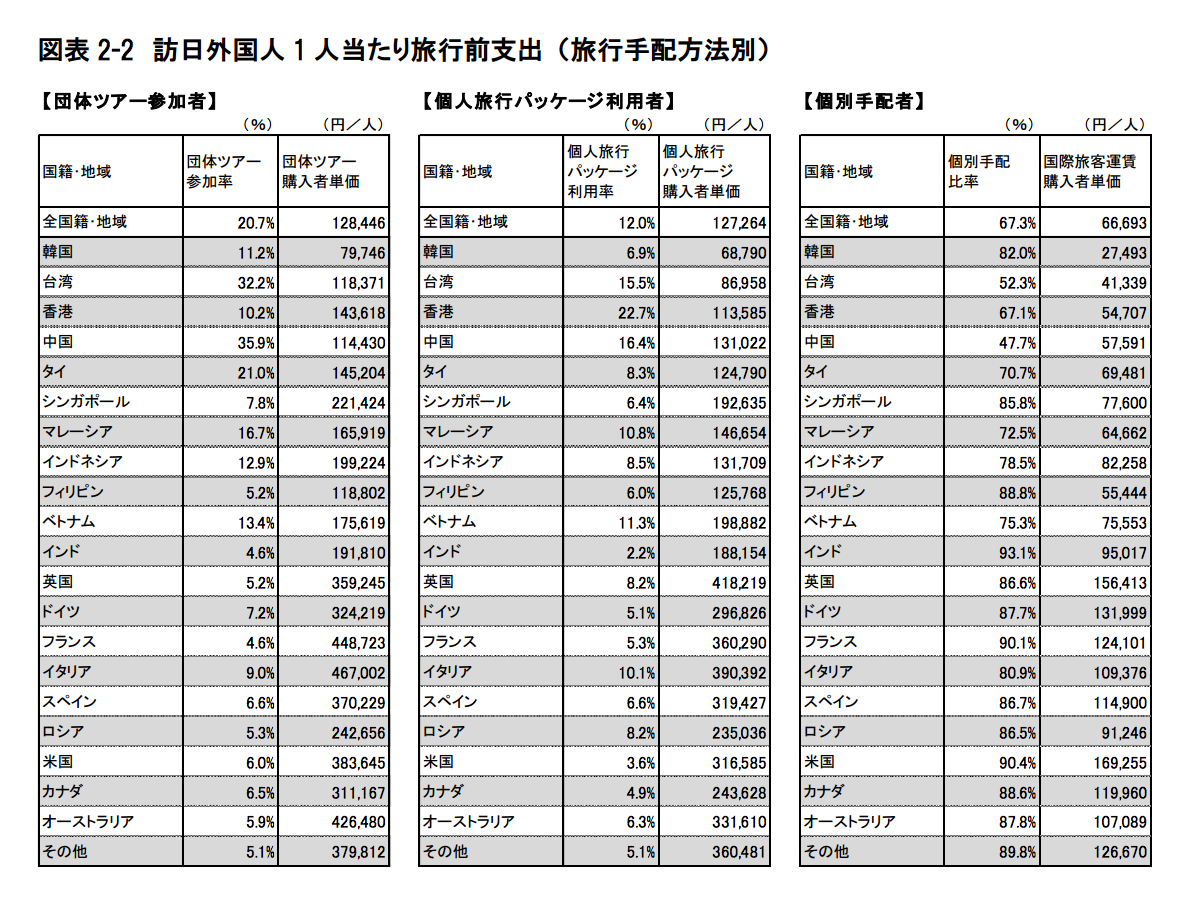 図表 2-2 訪日外国人 1 人当たり旅行前支出(旅行手配方法別)
【団体ツアー参加者】
(%) (円/人)
国籍・地域 団体ツアー参加率 団体ツアー購入者単価
全国籍・地域 20.7% 128,446
韓国 11.2% 79,746
台湾 32.2% 118,371
香港 10.2% 143,618
中国 35.9% 114,430
タイ 21.0% 145,204
シンガポール 7.8% 221,424
マレーシア 16.7% 165,919
インドネシア 12.9% 199,224
フィリピン 5.2% 118,802
ベトナム 13.4% 175,619
インド 4.6% 191,810
英国 5.2% 359,245
ドイツ 7.2% 324,219
フランス 4.6% 448,723
イタリア 9.0% 467,002
スペイン 6.6% 370,229
ロシア 5.3% 242,656
米国 6.0% 383,645
カナダ 6.5% 311,167
オーストラリア 5.9% 426,480
その他 5.1% 379,812
【個人旅行パッケージ利用者】
(%) (円/人)
国籍・地域 個人旅行パッケージ利用率 個人旅行パッケージ購入者単価
全国籍・地域 12.0% 127,264
韓国 6.9% 68,790
台湾 15.5% 86,958
香港 22.7% 113,585
中国 16.4% 131,022
タイ 8.3% 124,790
シンガポール 6.4% 192,635
マレーシア 10.8% 146,654
インドネシア 8.5% 131,709
フィリピン 6.0% 125,768
ベトナム 11.3% 198,882
インド 2.2% 188,154
英国 8.2% 418,219
ドイツ 5.1% 296,826
フランス 5.3% 360,290
イタリア 10.1% 390,392
スペイン 6.6% 319,427
ロシア 8.2% 235,036
米国 3.6% 316,585
カナダ 4.9% 243,628
オーストラリア 6.3% 331,610
その他 5.1% 360,481
【個別手配者】
(%) (円/人)
国籍・地域 個別手配比率 国際旅客運賃購入者単価
全国籍・地域 67.3% 66,693
韓国 82.0% 27,493
台湾 52.3% 41,339
香港 67.1% 54,707
中国 47.7% 57,591
タイ 70.7% 69,481
シンガポール 85.8% 77,600
マレーシア 72.5% 64,662
インドネシア 78.5% 82,258
フィリピン 88.8% 55,444
ベトナム 75.3% 75,553
インド 93.1% 95,017
英国 86.6% 156,413
ドイツ 87.7% 131,999
フランス 90.1% 124,101
イタリア 80.9% 109,376
スペイン 86.7% 114,900
ロシア 86.5% 91,246
米国 90.4% 169,255
カナダ 88.6% 119,960
オーストラリア 87.8% 107,089
その他 89.8% 126,670